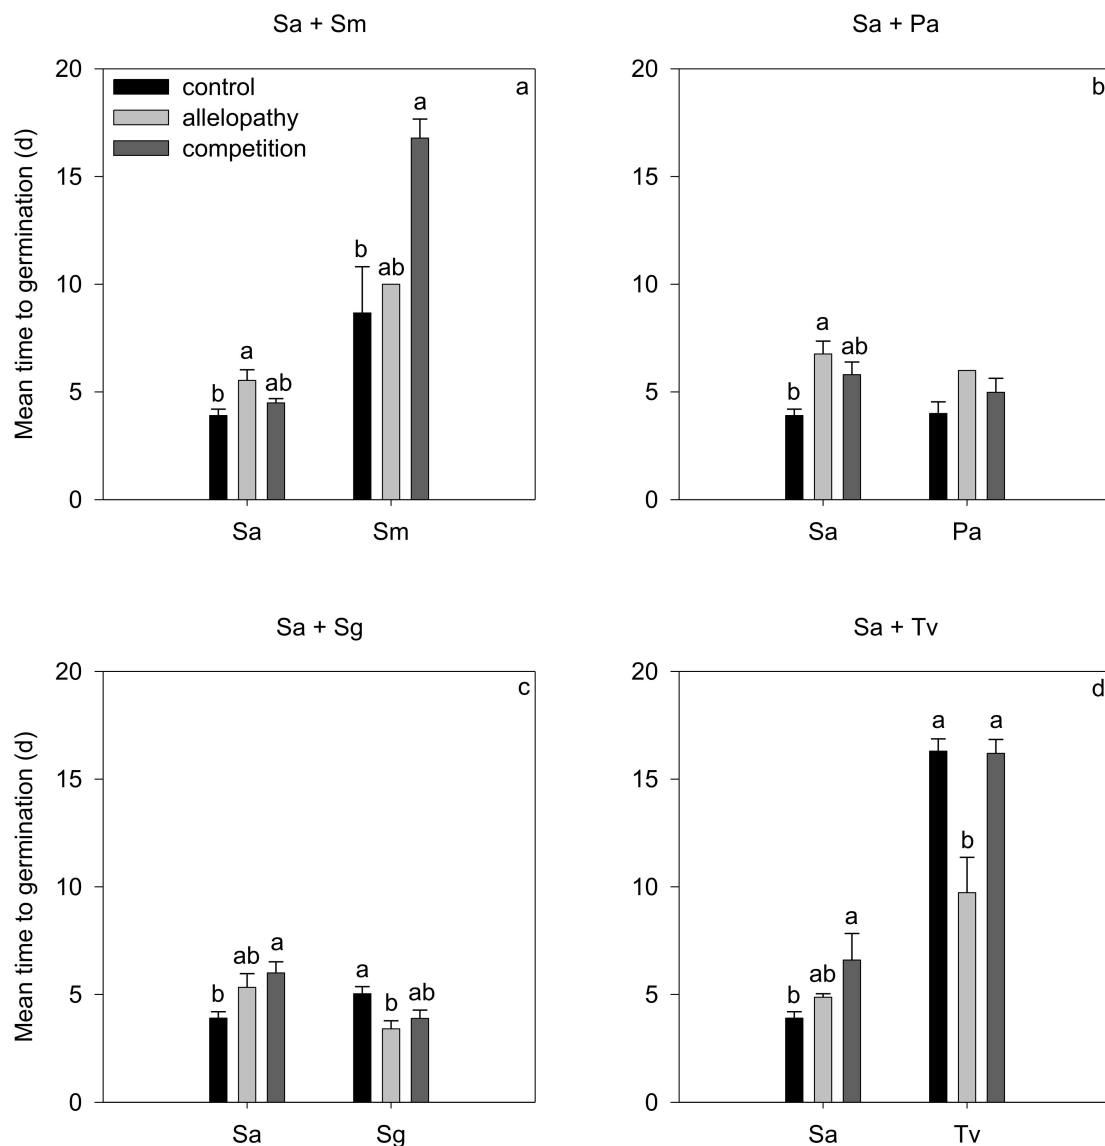 Sa + Sm
Mean time to germination (d)
20
15
10
5
0
control
allelopathy
competition
a
b
a
ab
b
ab
a
Sa
Sm
Sa + Pa
20
15
10
5
0
b
b
a
ab
Sa
Pa
Sa + Sg
Mean time to germination (d)
20
15
10
5
0
c
b
ab
a
a
b
ab
Sa
Sg
Sa + Tv
20
15
10
5
0
d
b
ab
a
a
b
a
Sa
Tv